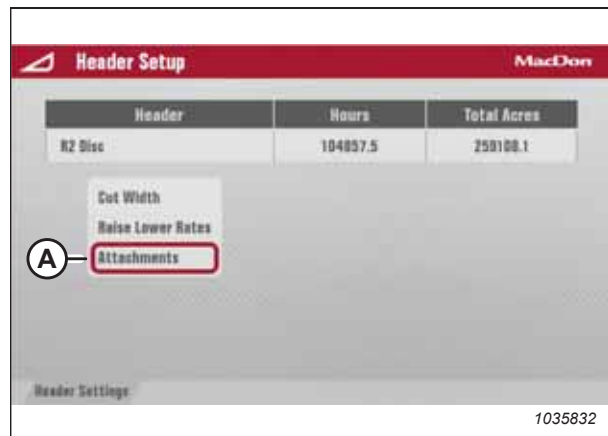 Header Setup MacDon
Header Hours Total Acres
R2 Disc 104857.5 259108.1
Cut Width
Raise Lower Rates
A Attachments
Header Settings
1035832